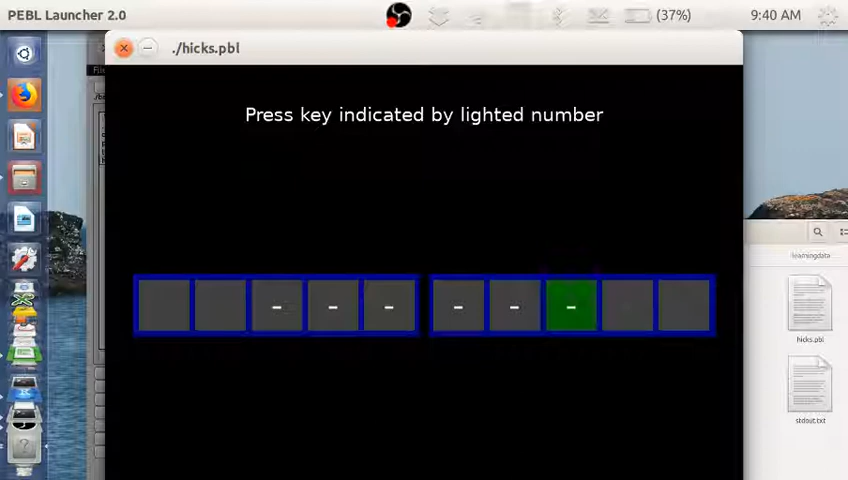 PEBL Launcher 2.0
(37%)
9:40 AM
./hicks.pbl
Press key indicated by lighted number
- - - - - -
learningdata
hicks.pbl
stdout.txt